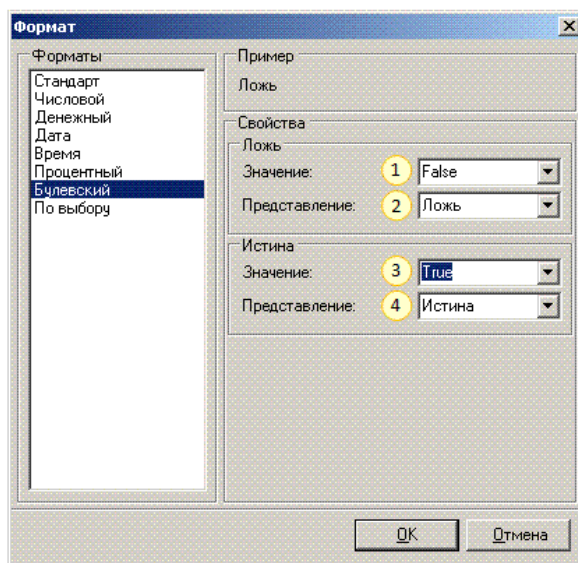 Формат
Форматы
Стандарт
Числовой
Денежный
Дата
Время
Процентный
Булевский
По выбору
Пример
Ложь
Свойства
Ложь
Значение: 1 False
Представление: 2 Ложь
Истина
Значение: 3 True
Представление: 4 Истина
OK Отмена